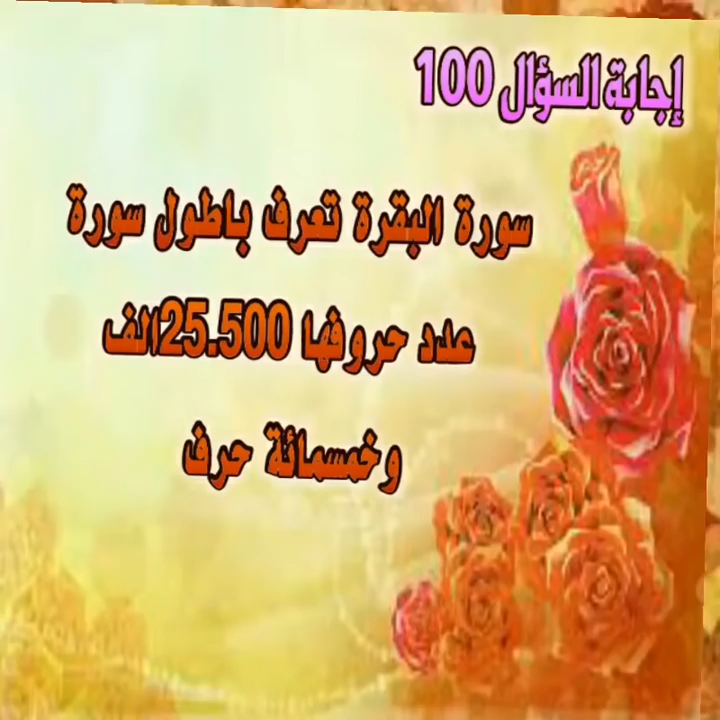 إجابة السؤال 100
سورة البقرة تعرف باطول سورة
عدد حروفها 25.500الف
وخمسمائة حرف